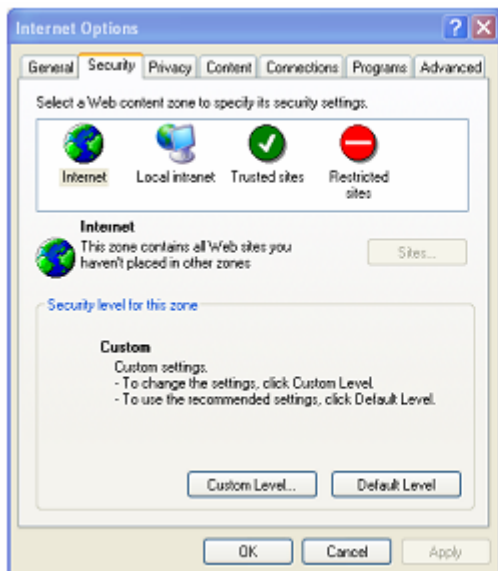 Internet Options
General Security Privacy Content Connections Programs Advanced
Select a Web content zone to specify its security settings.
Internet Local intranet Trusted sites Restricted sites
Internet
This zone contains all Web sites you
haven't placed in other zones
Sites...
Security level for this zone
Custom
Custom settings.
- To change the settings, click Custom Level.
- To use the recommended settings, click Default Level.
Custom Level... Default Level
OK Cancel Apply